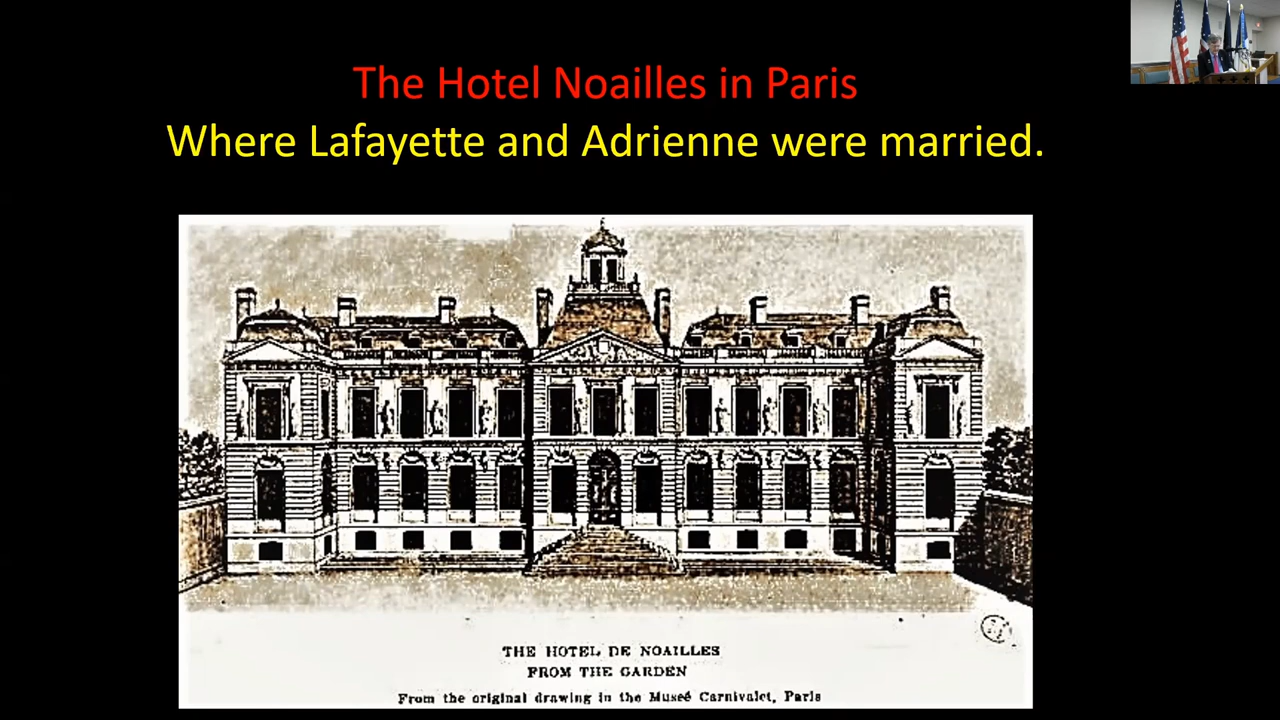 The Hotel Noailles in Paris
Where Lafayette and Adrienne were married.
THE HOTEL DE NOAILLES
FROM THE GARDEN
From the original drawing in the Museé Carnivalet, Paris